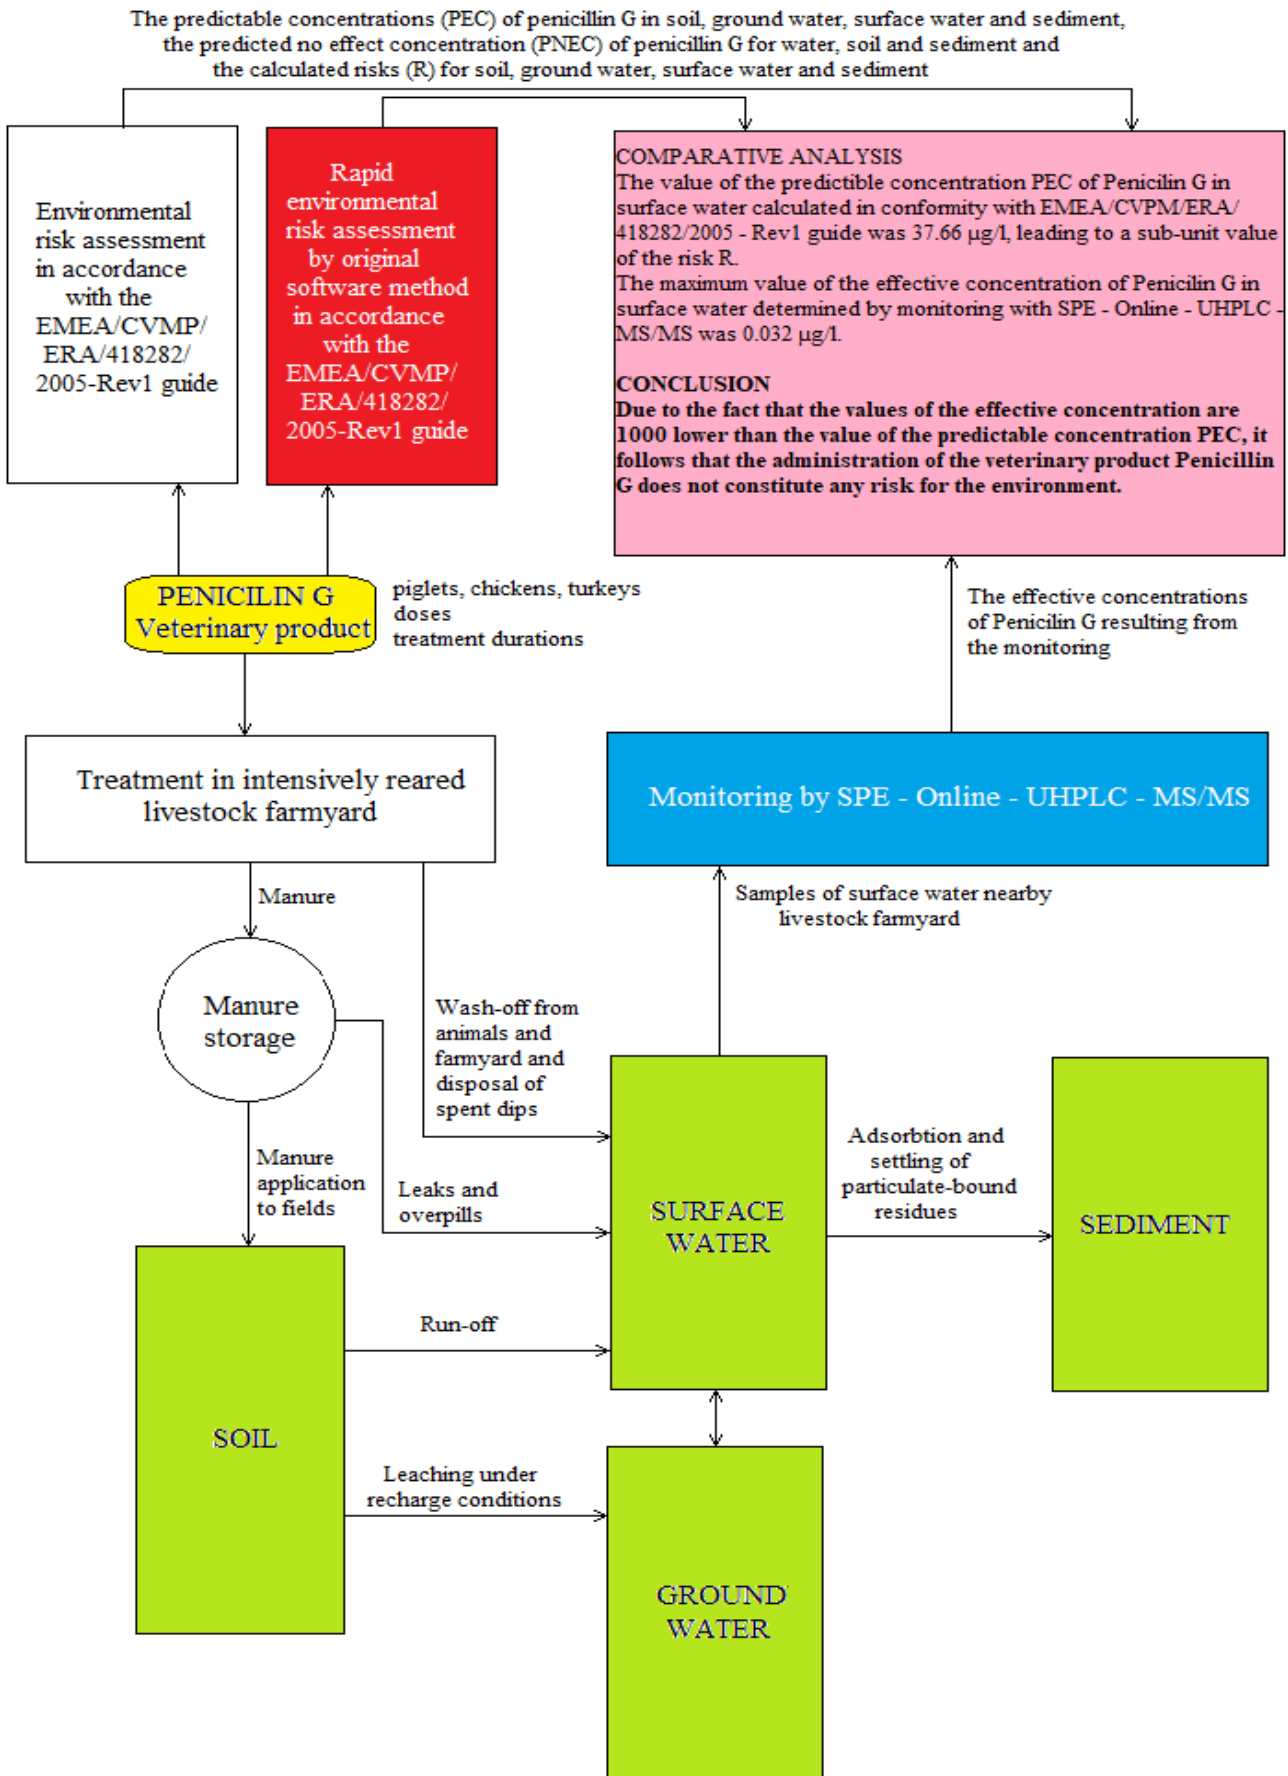 The predictable concentrations (PEC) of penicillin G in soil, ground water, surface water and sediment,
the predicted no effect concentration (PNEC) of penicillin G for water, soil and sediment and
the calculated risks (R) for soil, ground water, surface water and sediment
Environmental
risk assessment
in accordance
with the
EMEA/CVMP/
ERA/418282/
2005-Rev1 guide
Rapid
environmental
risk assessment
by original
software method
in accordance
with the
EMEA/CVMP/
ERA/418282/
2005-Rev1 guide
COMPARATIVE ANALYSIS
The value of the predictible concentration PEC of Penicilin G in
surface water calculated in conformity with EMEA/CVPM/ERA/
418282/2005 - Rev1 guide was 37.66 µg/l, leading to a sub-unit value
of the risk R.
The maximum value of the effective concentration of Penicilin G in
surface water determined by monitoring with SPE - Online - UHPLC -
MS/MS was 0.032 µg/l.
CONCLUSION
Due to the fact that the values of the effective concentration are
1000 lower than the value of the predictable concentration PEC, it
follows that the administration of the veterinary product Penicillin
G does not constitute any risk for the environment.
PENICILIN G
Veterinary product
piglets, chickens, turkeys
doses
treatment durations
The effective concentrations
of Penicilin G resulting from
the monitoring
Treatment in intensively reared
livestock farmyard
Monitoring by SPE - Online - UHPLC - MS/MS
Manure
Samples of surface water nearby
livestock farmyard
Manure
storage
Wash-off from
animals and
farmyard and
disposal of
spent dips
Manure
application
to fields
Leaks and
overpills
SURFACE
WATER
Adsorbtion and
settling of
particulate-bound
residues
SEDIMENT
Run-off
SOIL
Leaching under
recharge conditions
GROUND
WATER